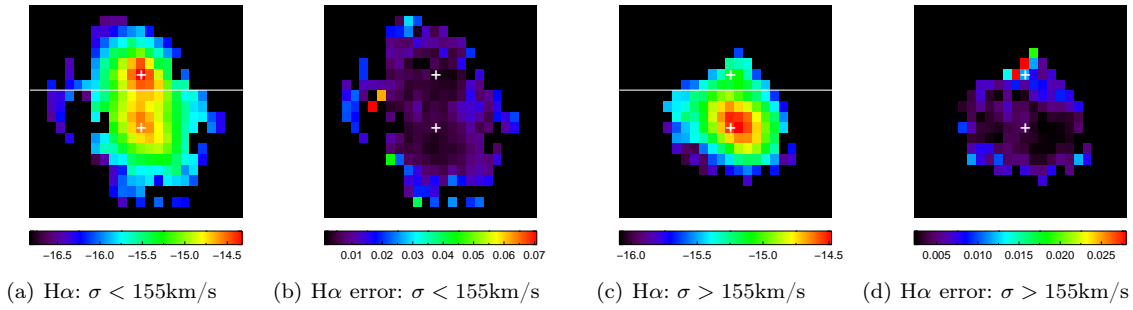 −16.5 −16.0 −15.5 −15.0 −14.5
0.01 0.02 0.03 0.04 0.05 0.06 0.07
−16.0 −15.5 −15.0 −14.5
0.005 0.010 0.015 0.020 0.025
(a) Hα: σ < 155km/s
(b) Hα error: σ < 155km/s
(c) Hα: σ > 155km/s
(d) Hα error: σ > 155km/s